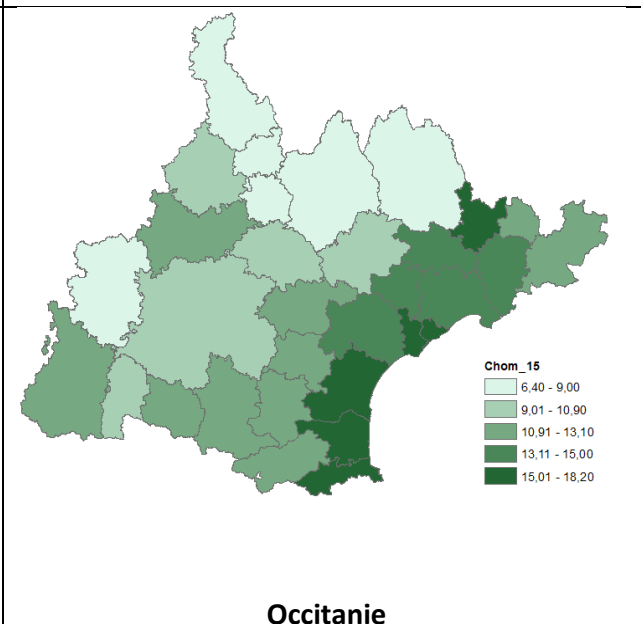 Chom_15
6,40 - 9,00
9,01 - 10,90
10,91 - 13,10
13,11 - 15,00
15,01 - 18,20
Occitanie